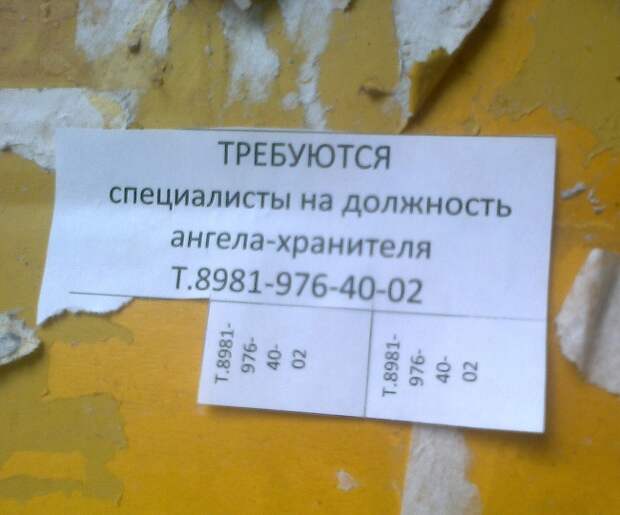 ТРЕБУЮТСЯ
специалисты на должность
ангела-хранителя
Т.8981-976-40-02
Т.8981-
976-
40-
02
Т.8981-
976-
40-
02